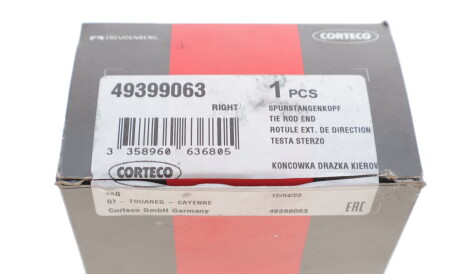 FREUDENBERG
CORTECO
49399063
RIGHT
1 PCS
SPURSTANGENKOPF
TIE ROD END
ROTULE EXT. DE DIRECTION
TESTA STERZO
KONCOWKA DRAZKA KIEROW
3 358960 636805
CORTECO
VAG
07 - TOUAREG - CAYENNE
Corteco GmbH Germany
12/04/23
49399063
EAC